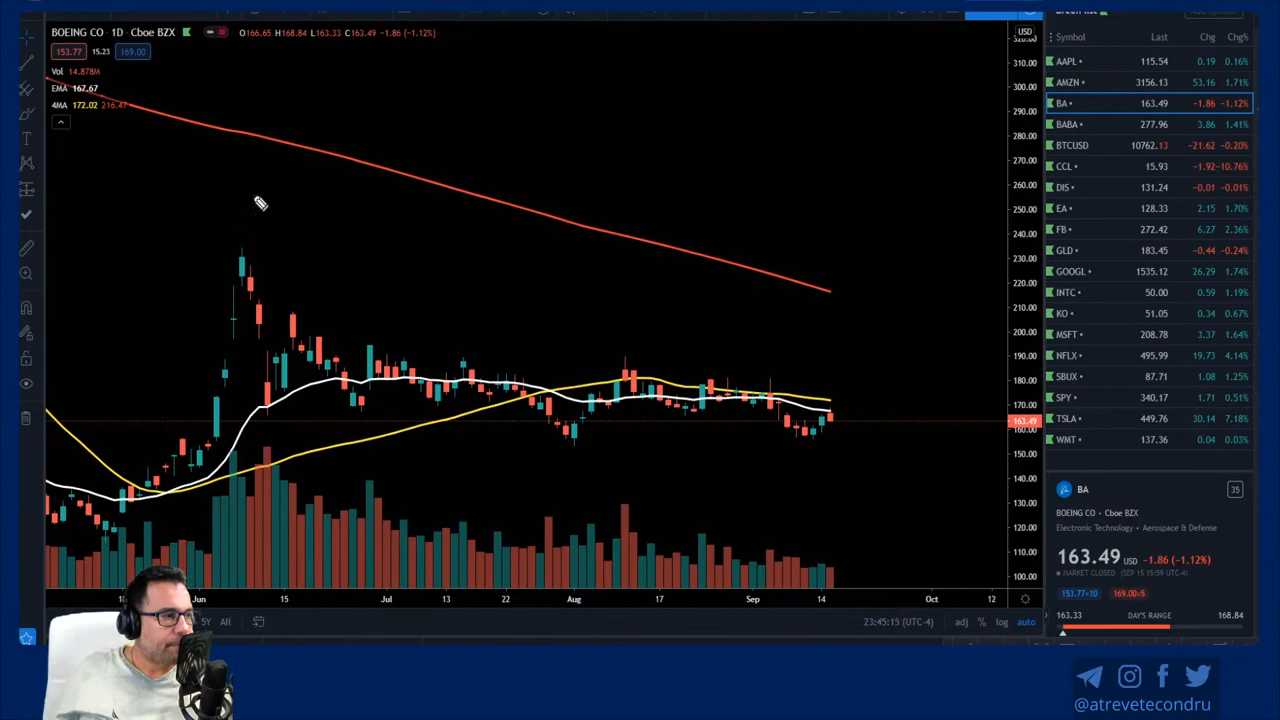 BOEING CO · 1D · Cboe BZX O166.65 H168.84 L163.33 C163.49 −1.86 (−1.12%)
153.77 15.23 169.00
Vol 14.878M
EMA 167.67
4MA 172.02 216.47
USD
310.00
300.00
290.00
280.00
270.00
260.00
250.00
240.00
230.00
220.00
210.00
200.00
190.00
180.00
170.00
163.49
160.00
150.00
140.00
130.00
120.00
110.00
100.00
Jun 15 Jul 13 22 Aug 17 Sep 14 Oct 12
5Y All
23:45:15 (UTC-4) adj % log auto
Symbol Last Chg Chg%
AAPL 115.54 0.19 0.16%
AMZN 3156.13 53.16 1.71%
BA 163.49 −1.86 −1.12%
BABA 277.96 3.86 1.41%
BTCUSD 10762.13 −21.62 −0.20%
CCL 15.93 −1.92 −10.76%
DIS 131.24 −0.01 −0.01%
EA 128.33 2.15 1.70%
FB 272.42 6.27 2.36%
GLD 183.45 −0.44 −0.24%
GOOGL 1535.12 26.29 1.74%
INTC 50.00 0.59 1.19%
KO 51.05 0.34 0.67%
MSFT 208.78 3.37 1.64%
NFLX 495.99 19.73 4.14%
SBUX 87.71 1.08 1.25%
SPY 340.17 1.71 0.51%
TSLA 449.76 30.14 7.18%
WMT 137.36 0.04 0.03%
BA 35
BOEING CO • Cboe BZX
Electronic Technology • Aerospace & Defense
163.49 USD −1.86 (−1.12%)
MARKET CLOSED (SEP 15 15:59 UTC-4)
153.77×10 169.00×5
163.33 DAY'S RANGE 168.84
@atrevetecondru